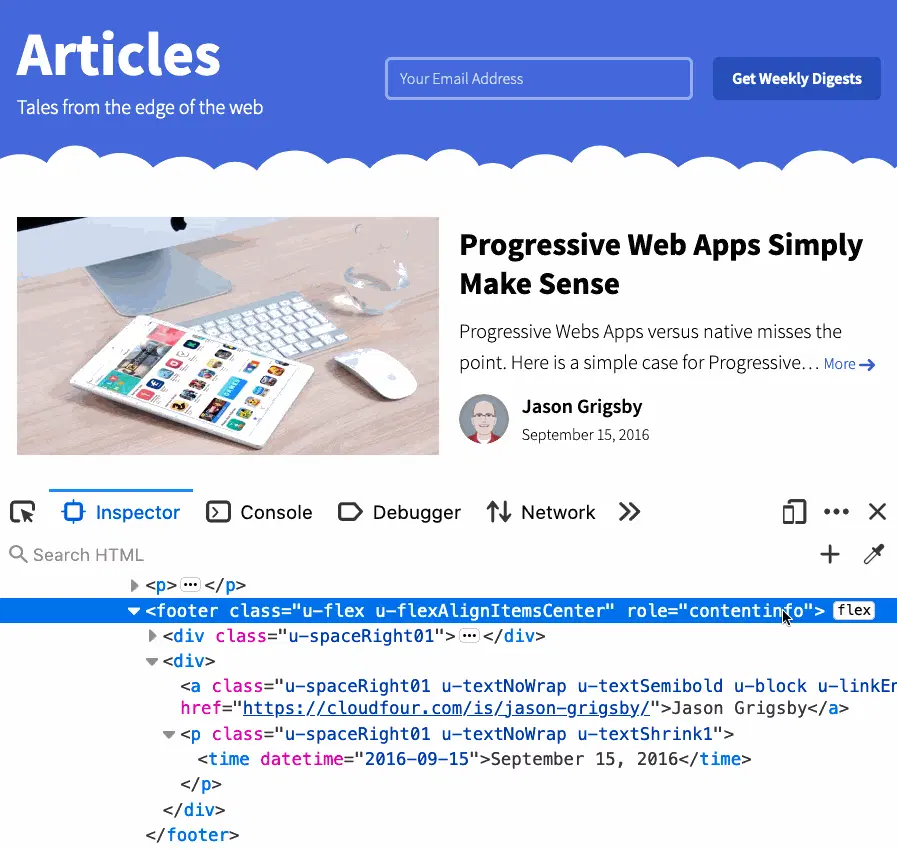 Articles
Tales from the edge of the web
Your Email Address
Get Weekly Digests
Progressive Web Apps Simply
Make Sense
Progressive Webs Apps versus native misses the
point. Here is a simple case for Progressive… More →
Jason Grigsby
September 15, 2016
Inspector Console Debugger Network
Search HTML
<p>…</p>
<footer class="u-flex u-flexAlignItemsCenter" role="contentinfo"> flex
<div class="u-spaceRight01">…</div>
<div>
<a class="u-spaceRight01 u-textNoWrap u-textSemibold u-block u-linkEn
href="https://cloudfour.com/is/jason-grigsby/">Jason Grigsby</a>
<p class="u-spaceRight01 u-textNoWrap u-textShrink1">
<time datetime="2016-09-15">September 15, 2016</time>
</p>
</div>
</footer>